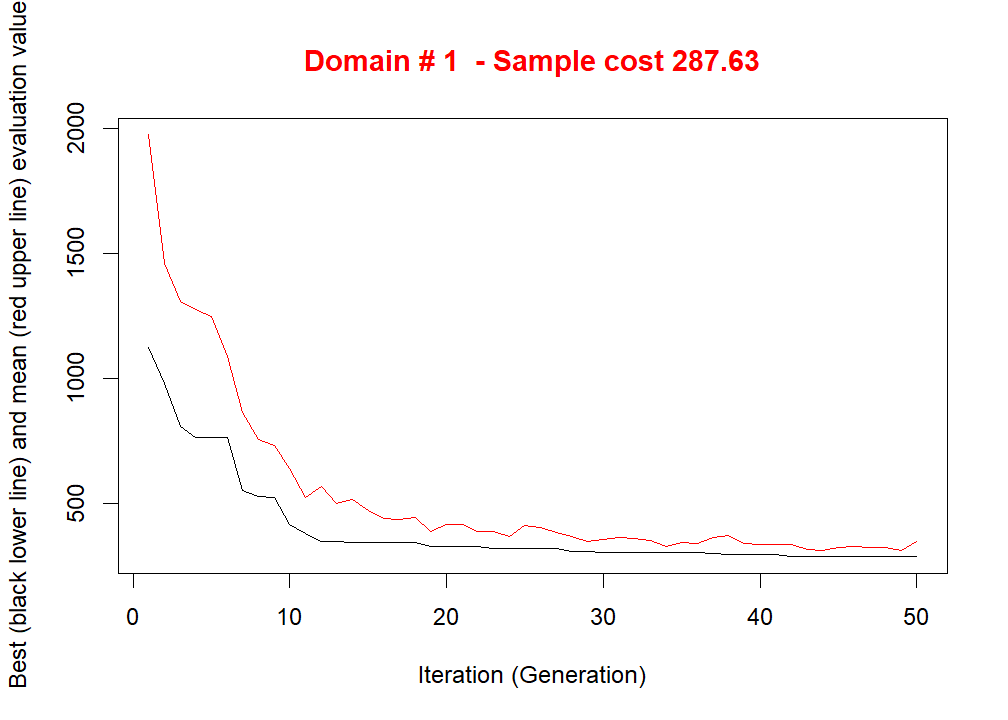 Domain # 1  - Sample cost 287.63
Best (black lower line) and mean (red upper line) evaluation value
2000
1500
1000
500
0 10 20 30 40 50
Iteration (Generation)